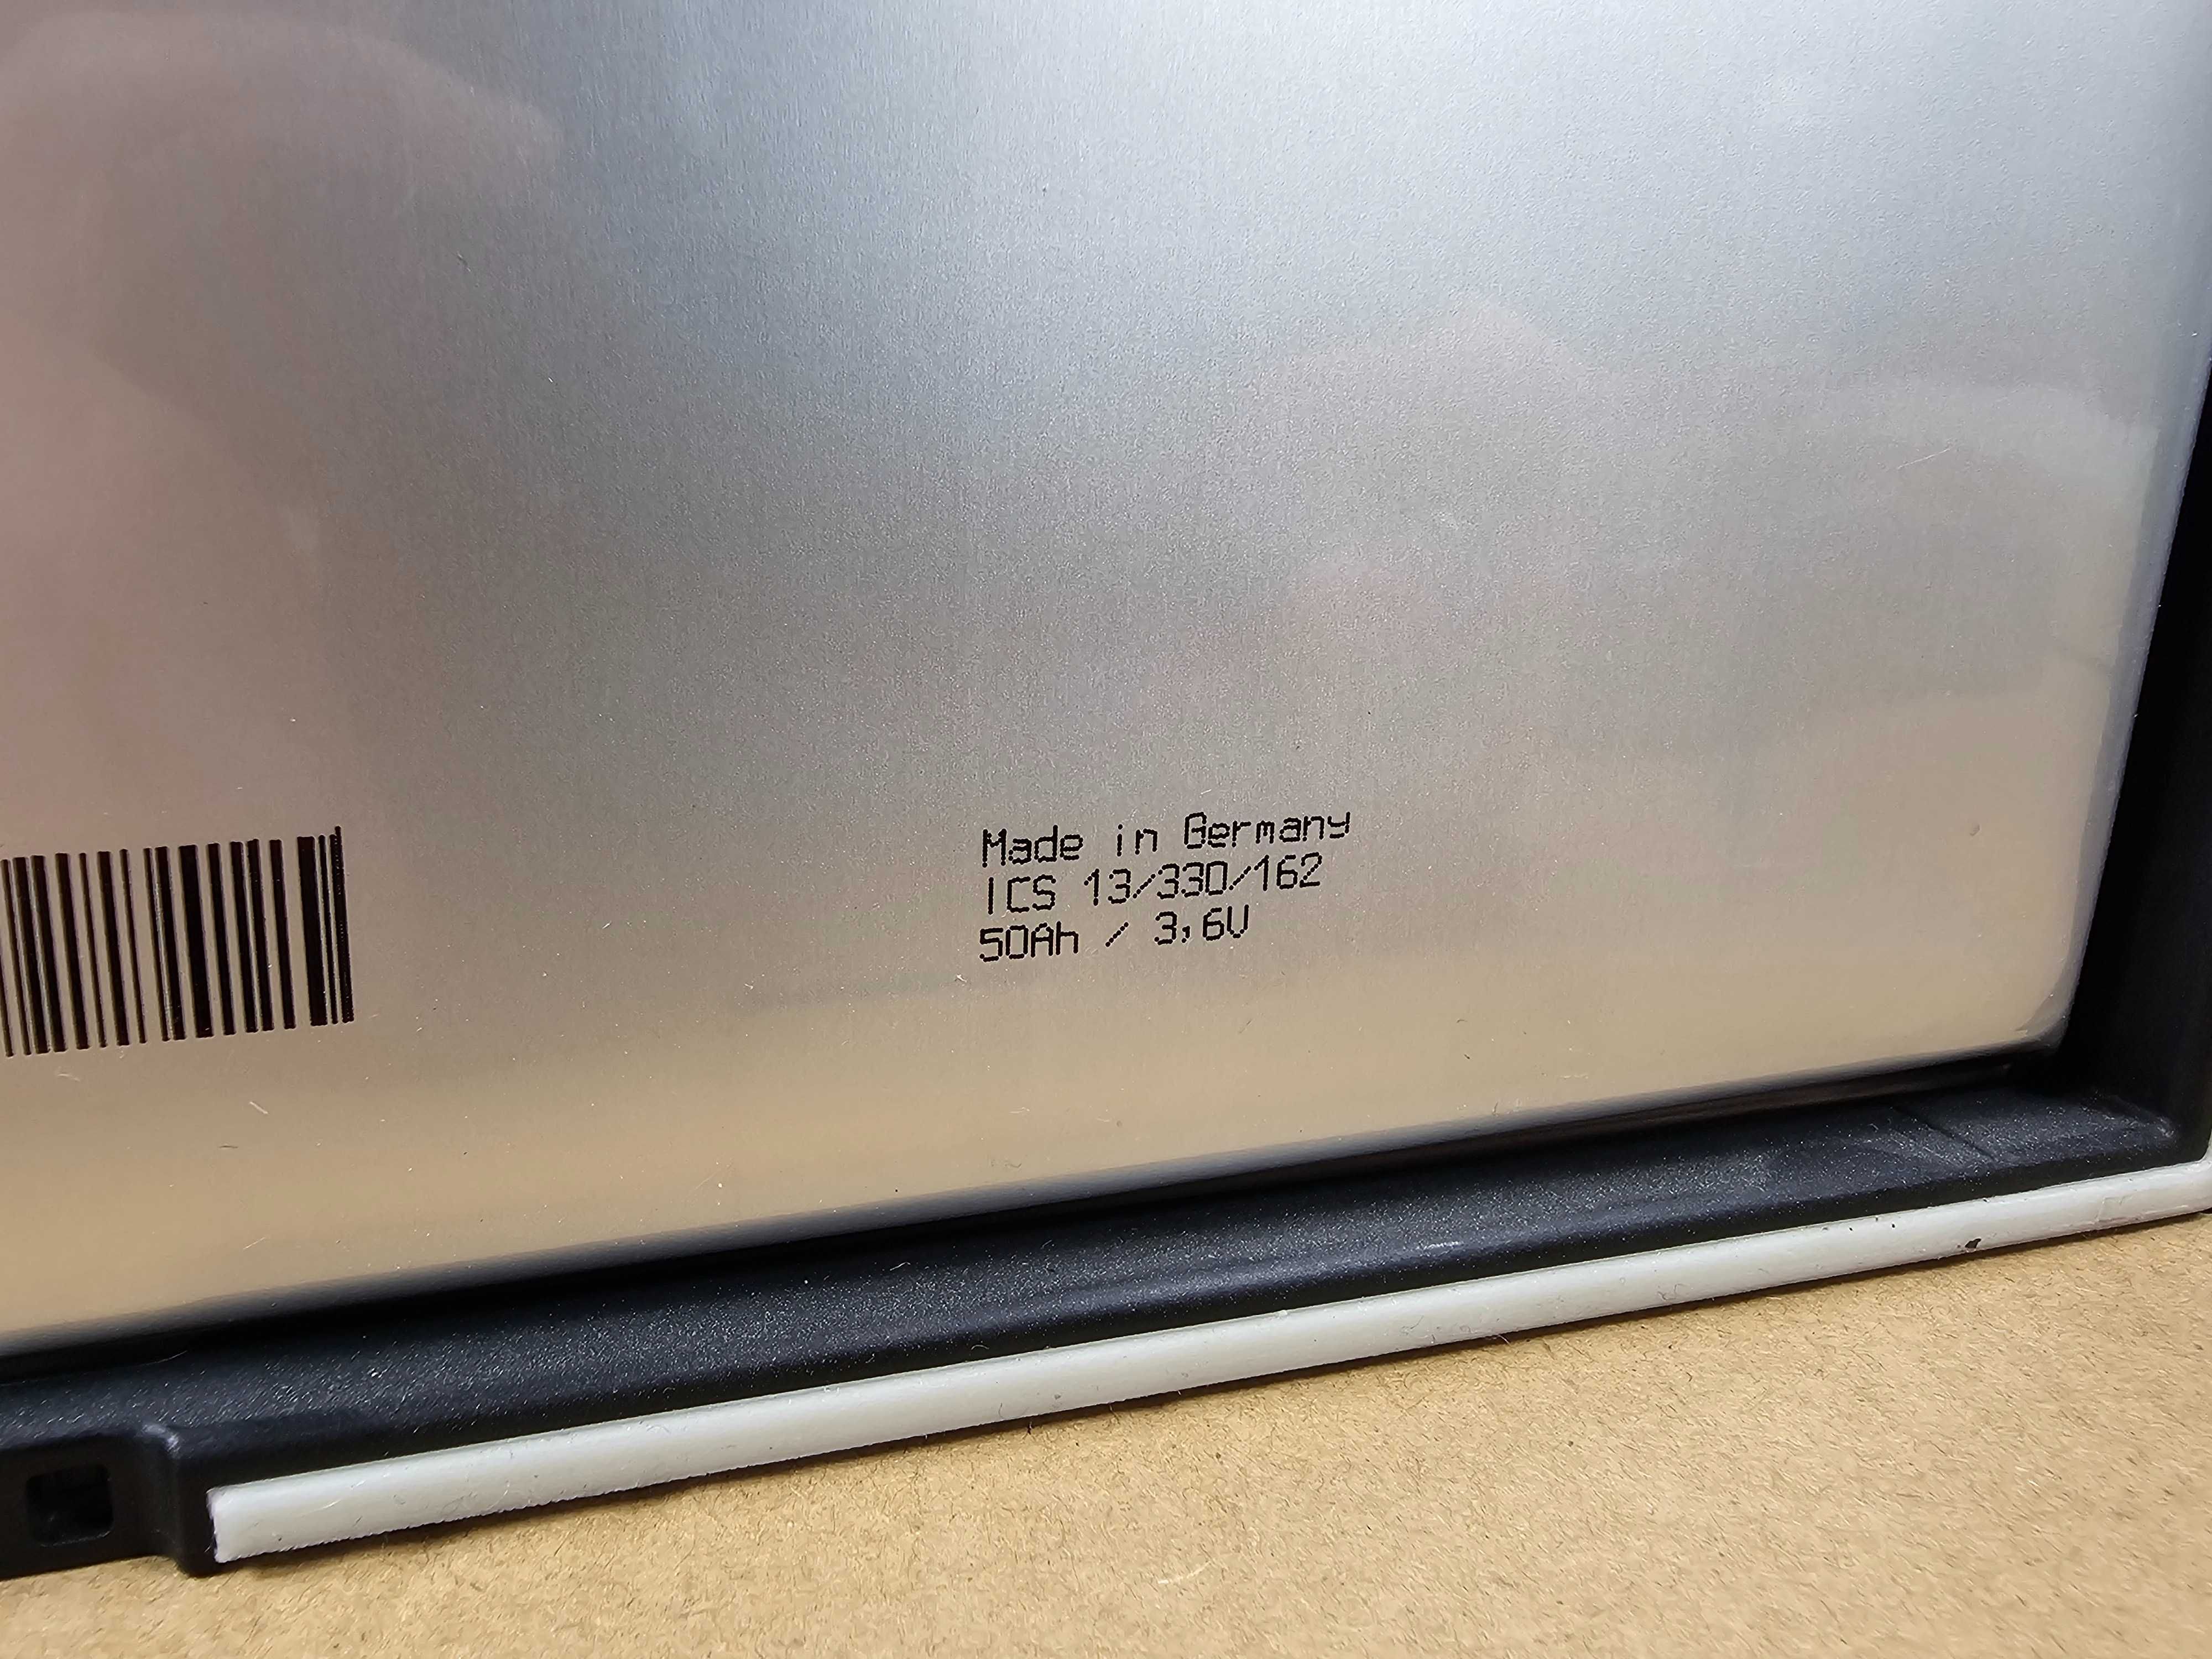 Made in Germany
ICS 13/330/162
50Ah / 3,6V